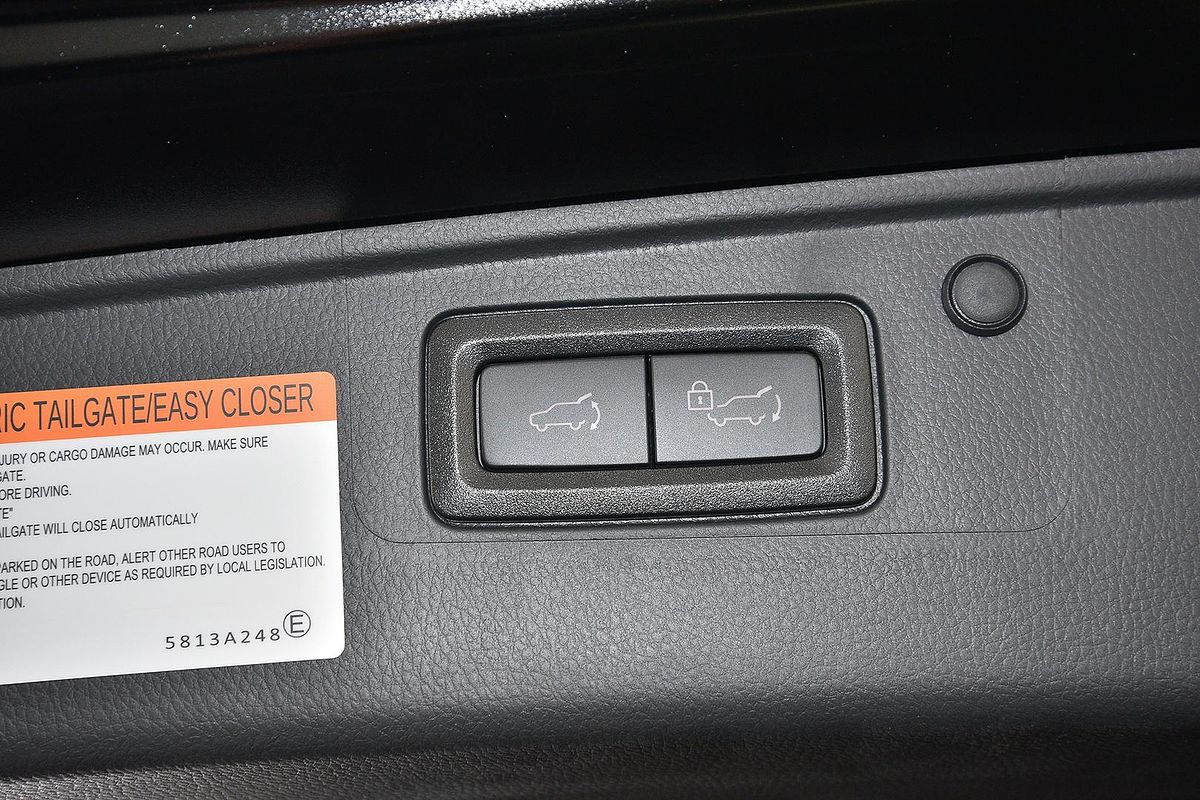 RIC TAILGATE/EASY CLOSER
JURY OR CARGO DAMAGE MAY OCCUR. MAKE SURE
GATE.
ORE DRIVING.
TE"
AILGATE WILL CLOSE AUTOMATICALLY
ARKED ON THE ROAD, ALERT OTHER ROAD USERS TO
GLE OR OTHER DEVICE AS REQUIRED BY LOCAL LEGISLATION.
TION.
5813A248 E